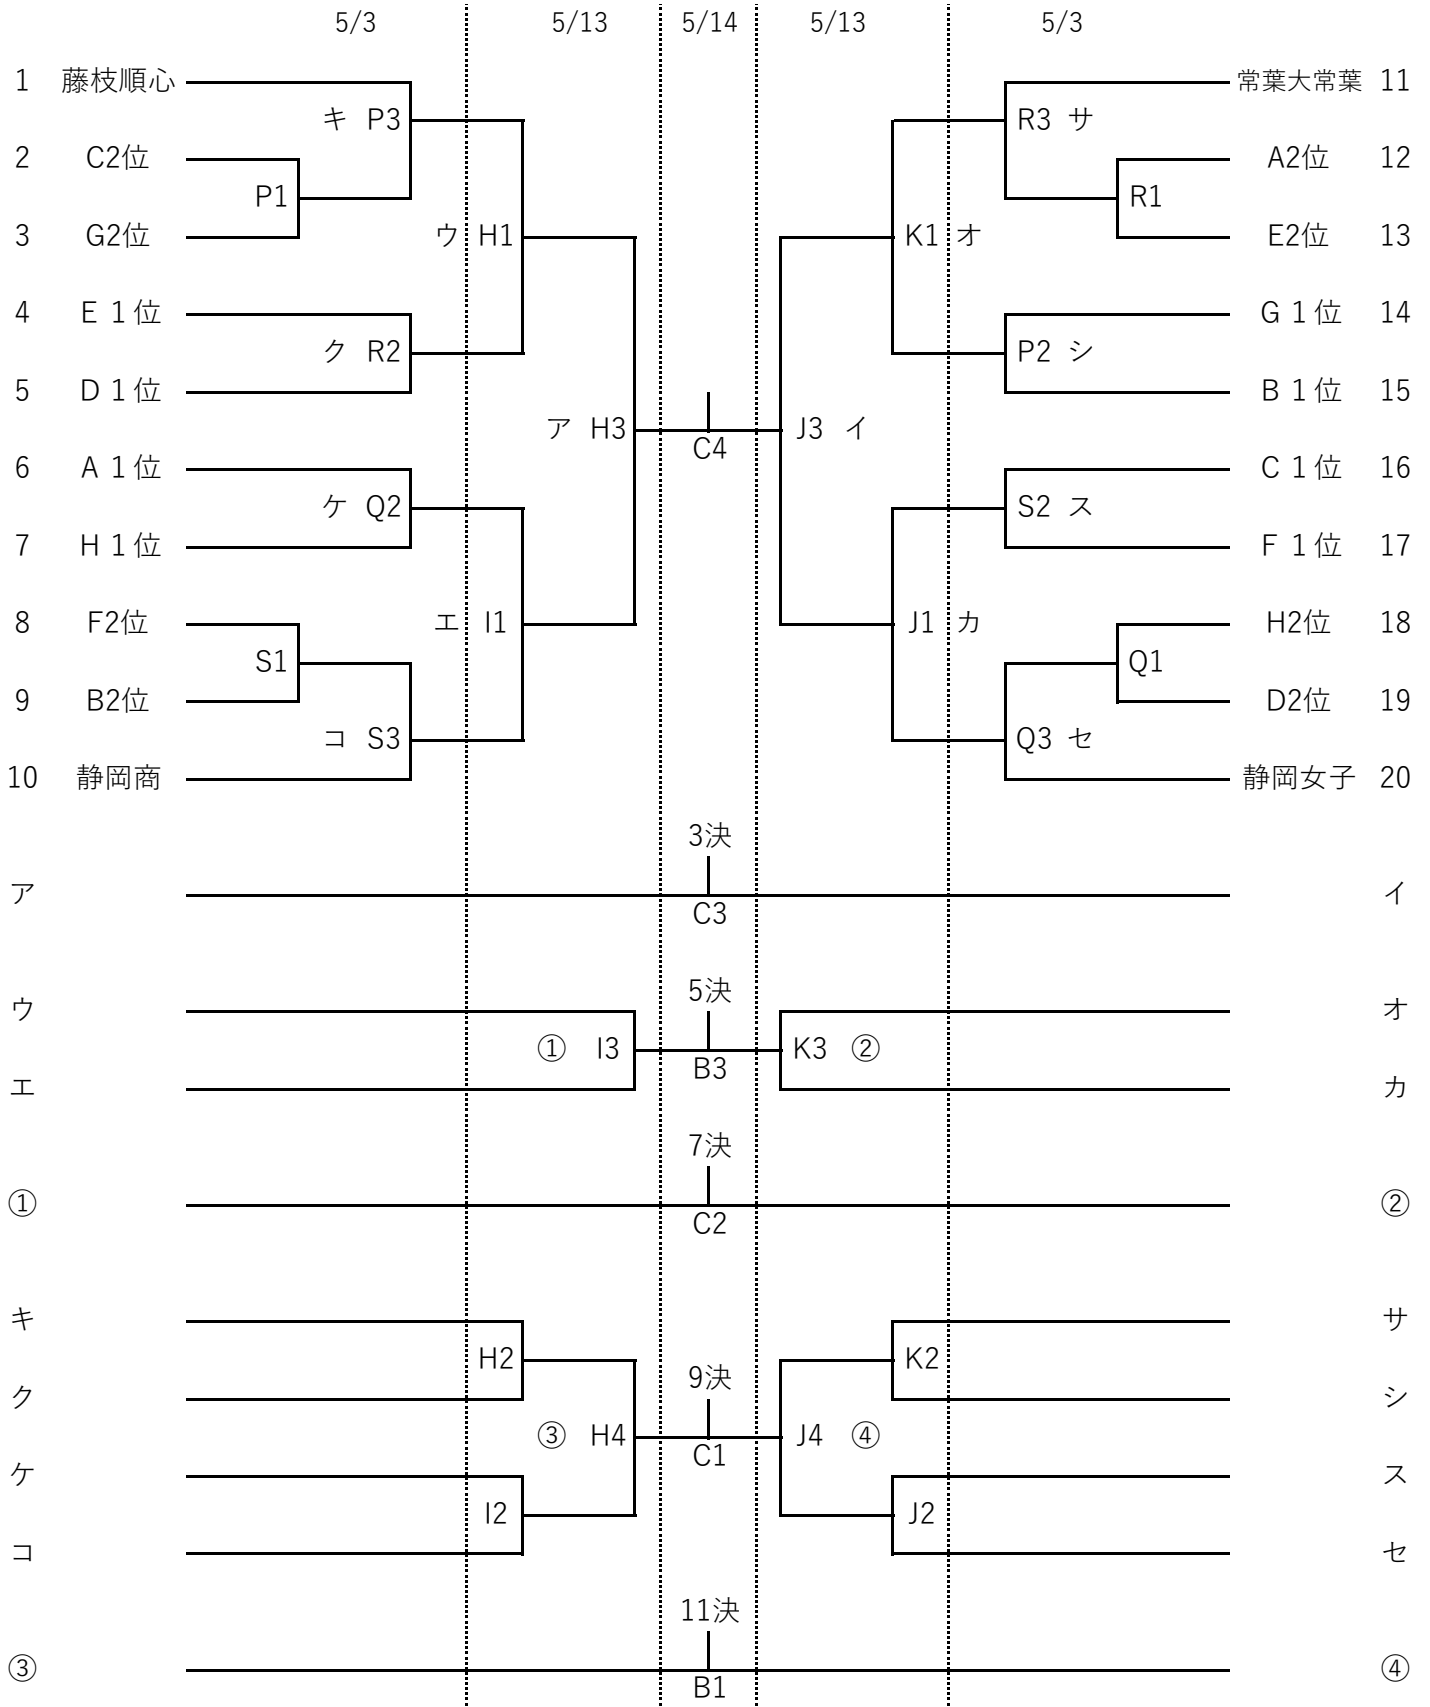 5/3 5/13 5/14 5/13 5/3
1 藤枝順心 常葉大常葉 11
キ P3 R3 サ
2 C2位 A2位 12
P1 R1
3 G2位 ウ H1 K1 オ E2位 13
4 E 1位 G 1位 14
ク R2 P2 シ
5 D 1位 B 1位 15
ア H3 J3 イ
C4
6 A 1位 C 1位 16
ケ Q2 S2 ス
7 H 1位 F 1位 17
8 F2位 エ I1 J1 カ H2位 18
S1 Q1
9 B2位 D2位 19
コ S3 Q3 セ
10 静岡商 静岡女子 20
3決
ア イ
C3
5決
ウ オ
① I3 K3 ②
B3
エ カ
7決
① ②
C2
キ サ
H2 K2
9決
ク シ
③ H4 J4 ④
C1
ケ ス
I2 J2
コ セ
11決
③ ④
B1